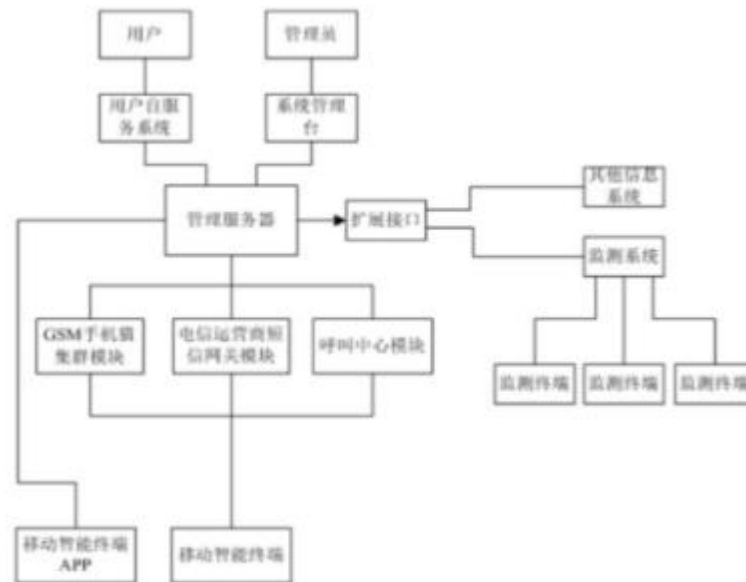 用户
管理员
用户自服
务系统
系统管理
台
其他信息
系统
管理服务器
扩展接口
监测系统
GSM手机猫
集群模块
电信运营商短
信网关模块
呼叫中心模块
监测终端
监测终端
监测终端
移动智能终端
APP
移动智能终端